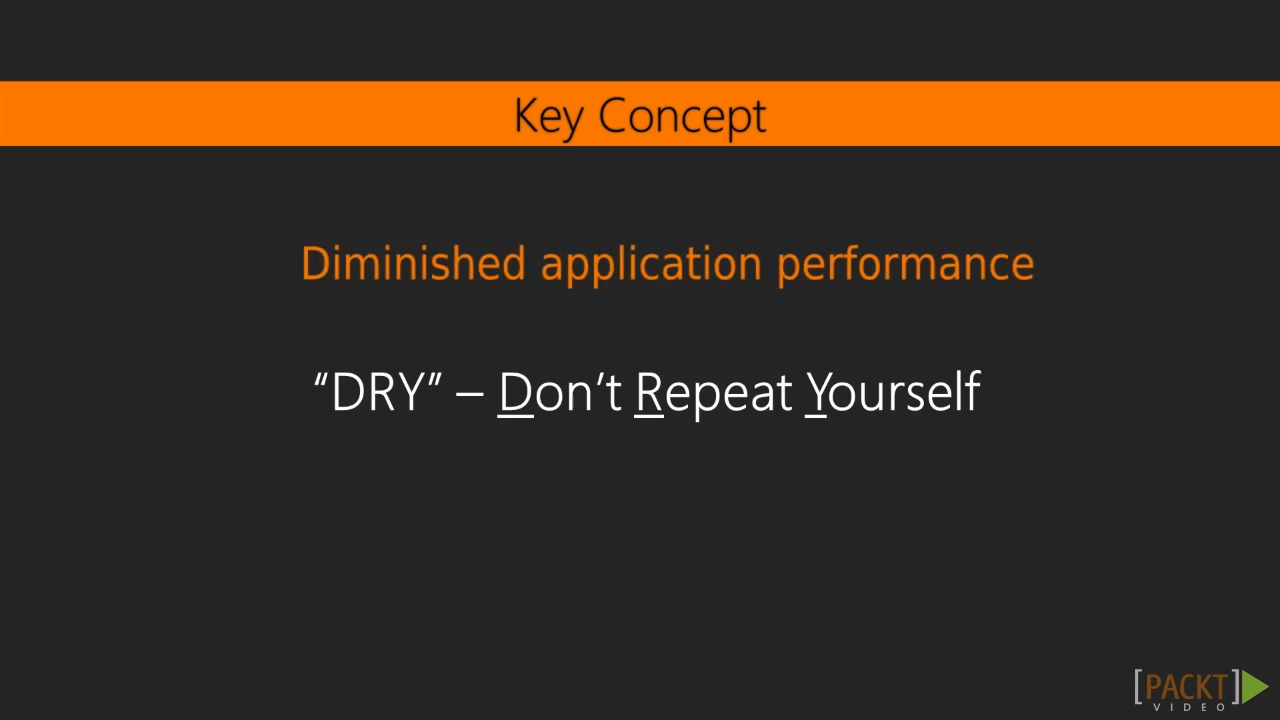 Key Concept
Diminished application performance
“DRY” – Don’t Repeat Yourself
[PACKT]
VIDEO